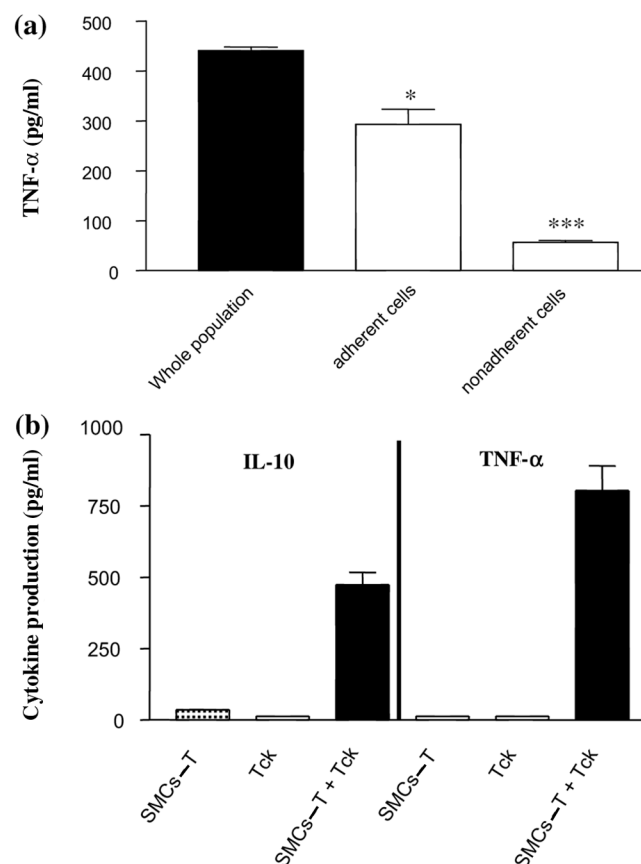 (a)
TNF-α (pg/ml)
500
400
300
200
100
0
*
***
Whole population
adherent cells
nonadherent cells
(b)
Cytokine production (pg/ml)
1000
750
500
250
0
IL-10
TNF-α
SMCs–T
Tck
SMCs–T + Tck
SMCs–T
Tck
SMCs–T + Tck